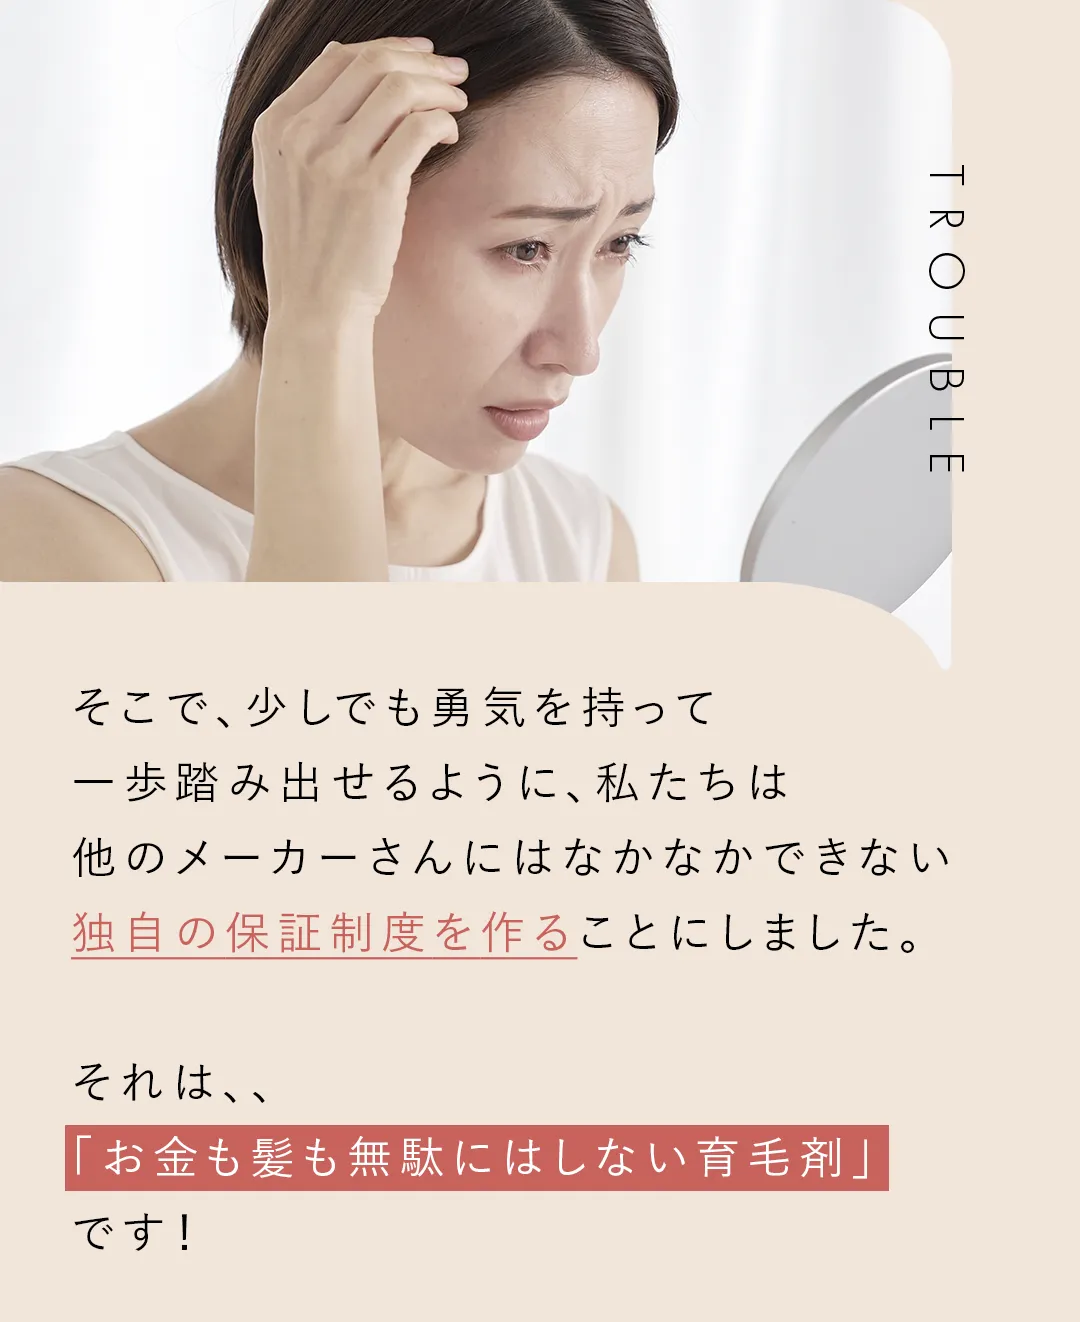 TROUBLE
そこで、少しでも勇気を持って
一歩踏み出せるように、私たちは
他のメーカーさんにはなかなかできない
独自の保証制度を作ることにしました。
それは、、
「お金も髪も無駄にはしない育毛剤」
です！